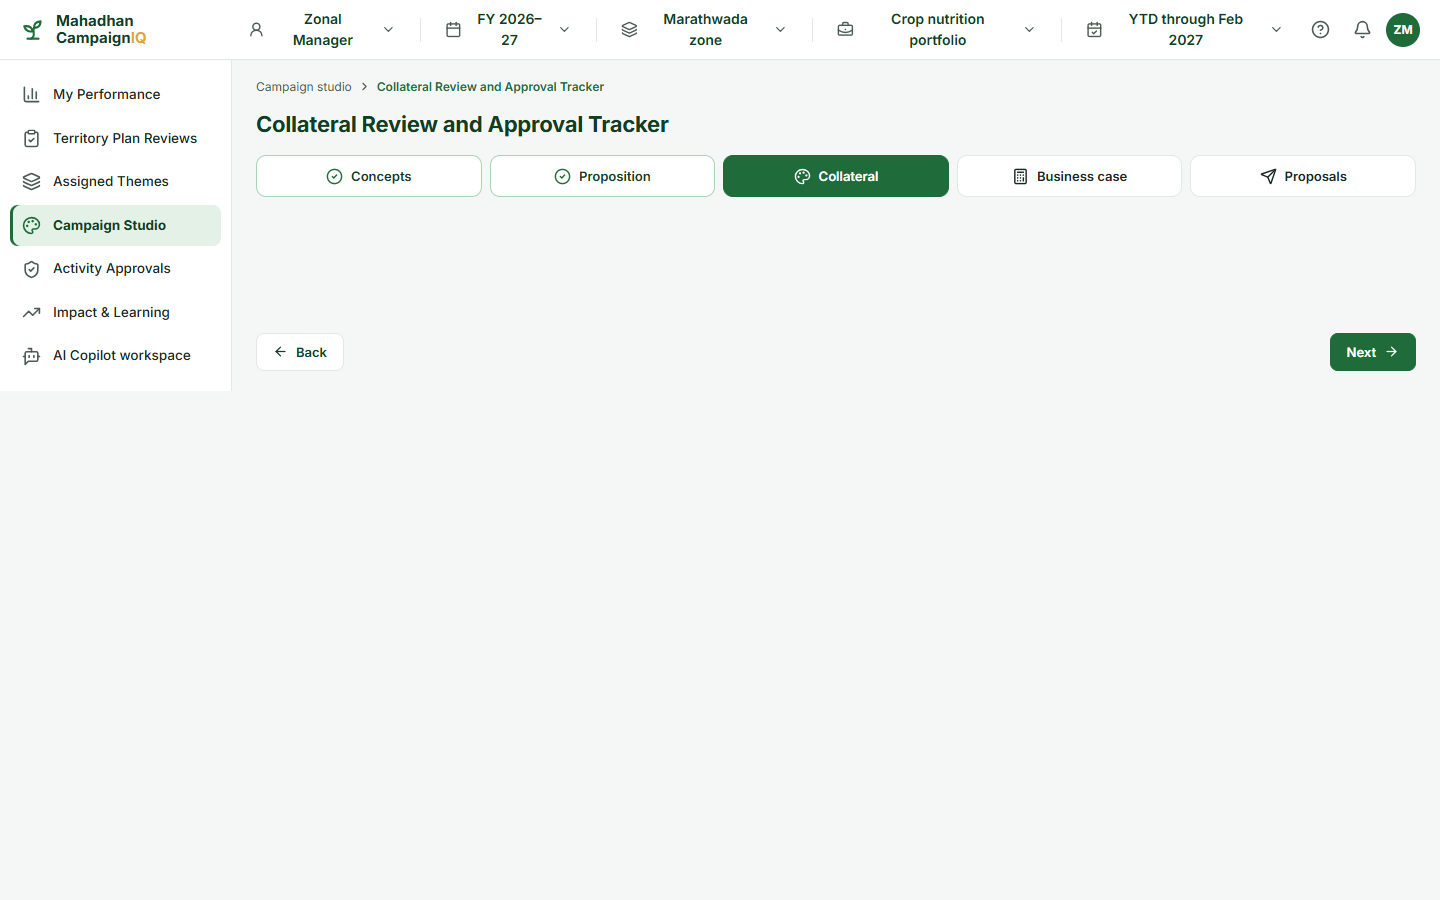 Mahadhan
CampaignIQ
Zonal
Manager
FY 2026–
27
Marathwada
zone
Crop nutrition
portfolio
YTD through Feb
2027
ZM
My Performance
Territory Plan Reviews
Assigned Themes
Campaign Studio
Activity Approvals
Impact & Learning
AI Copilot workspace
Campaign studio > Collateral Review and Approval Tracker
Collateral Review and Approval Tracker
Concepts
Proposition
Collateral
Business case
Proposals
Back
Next